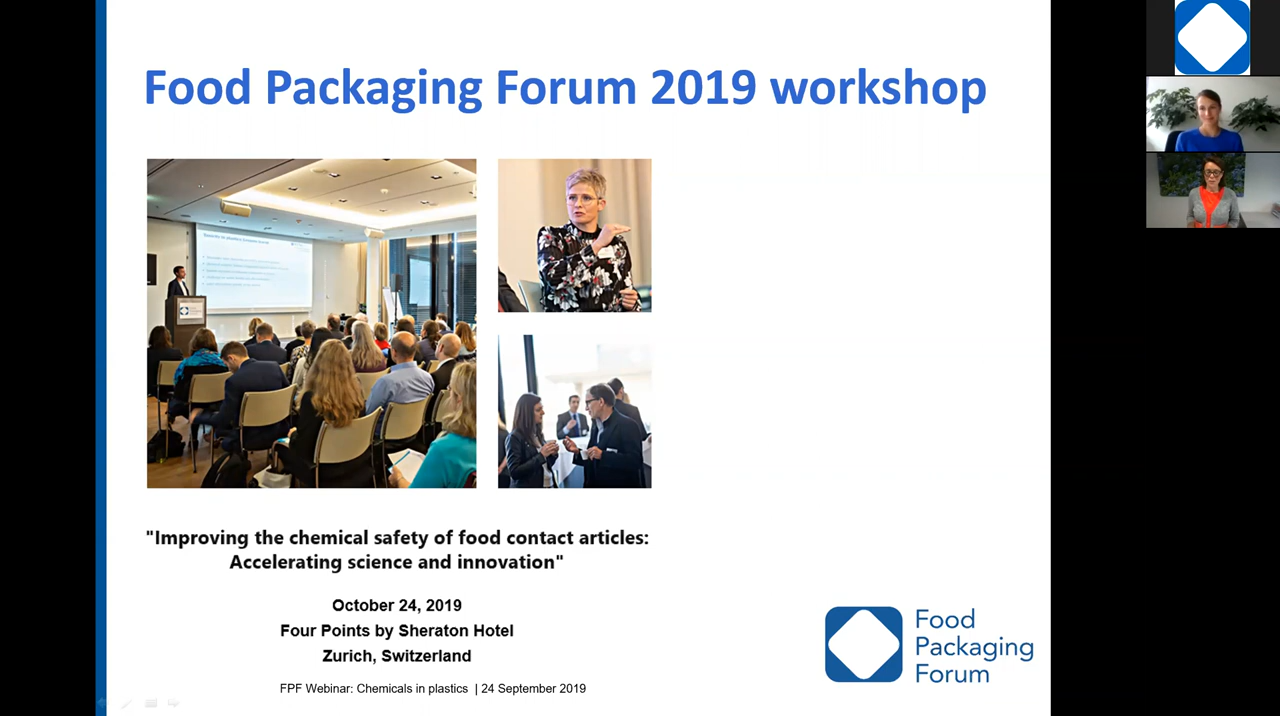 Food Packaging Forum 2019 workshop
"Improving the chemical safety of food contact articles:
Accelerating science and innovation"
October 24, 2019
Four Points by Sheraton Hotel
Zurich, Switzerland
FPF Webinar: Chemicals in plastics | 24 September 2019
Food
Packaging
Forum